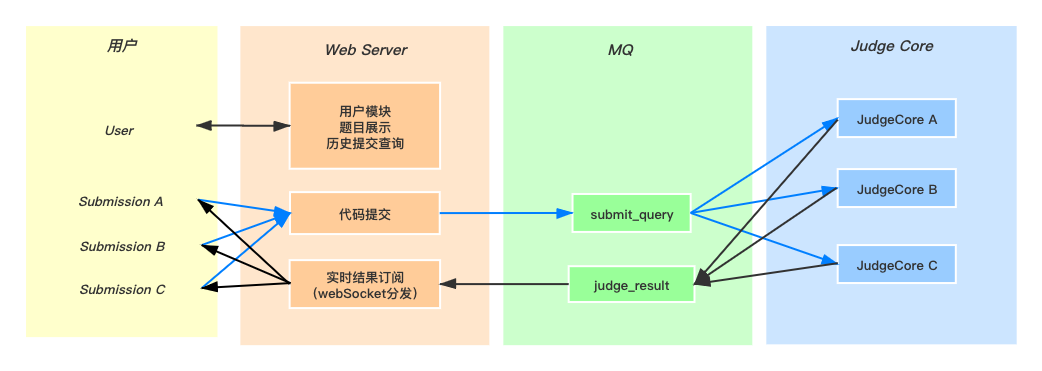 用户
Web Server
MQ
Judge Core
User
用户模块
题目展示
历史提交查询
JudgeCore A
Submission A
代码提交
submit_query
JudgeCore B
Submission B
Submission C
实时结果订阅
(webSocket分发)
judge_result
JudgeCore C